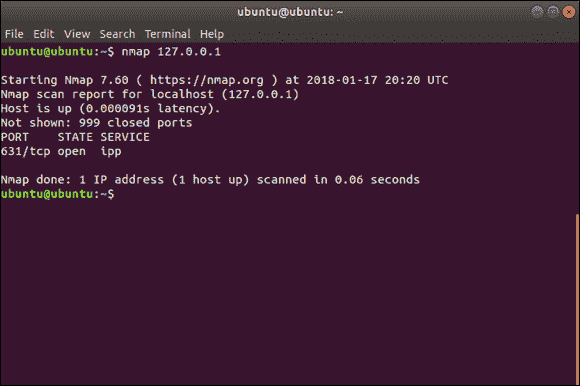 ubuntu@ubuntu: ~
File Edit View Search Terminal Help
ubuntu@ubuntu:~$ nmap 127.0.0.1
Starting Nmap 7.60 ( https://nmap.org ) at 2018-01-17 20:20 UTC
Nmap scan report for localhost (127.0.0.1)
Host is up (0.000091s latency).
Not shown: 999 closed ports
PORT    STATE SERVICE
631/tcp open  ipp
Nmap done: 1 IP address (1 host up) scanned in 0.06 seconds
ubuntu@ubuntu:~$